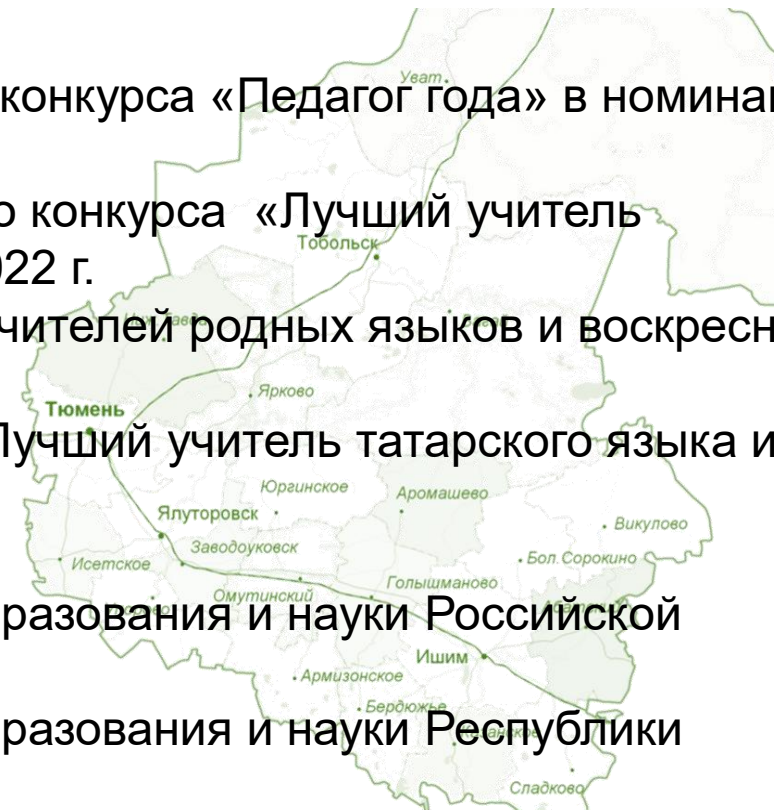 Уват
конкурса «Педагог года» в номина
о конкурса «Лучший учитель
Тобольск
022 г.
чителей родных языков и воскресн
Ярково
Тюмень
Лучший учитель татарского языка и
Юргинское
Аромашево
Ялуторовск
Викулово
Заводоуковск
Бол.Сорокино
Исетское
Голышманово
Омутинский
разования и науки Российской
Ишим
Армизонское
Бердюжье
разования и науки Республики
Сладково